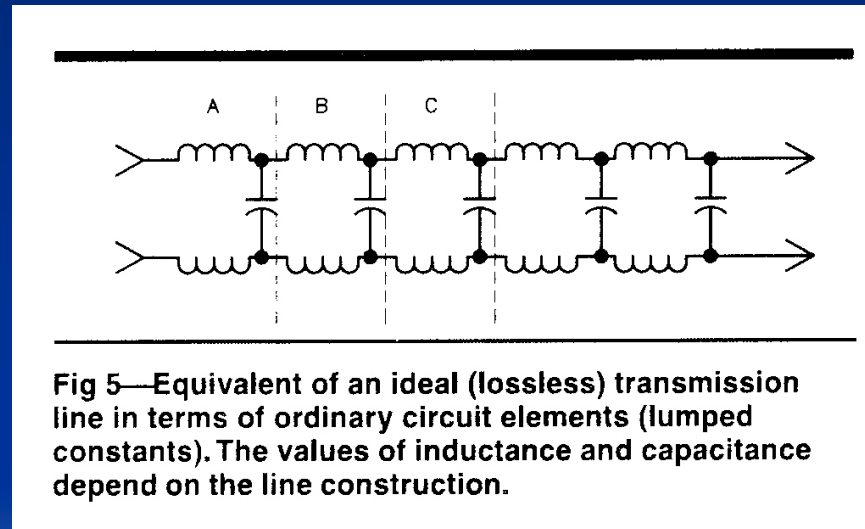 A B C
Fig 5—Equivalent of an ideal (lossless) transmission
line in terms of ordinary circuit elements (lumped
constants). The values of inductance and capacitance
depend on the line construction.